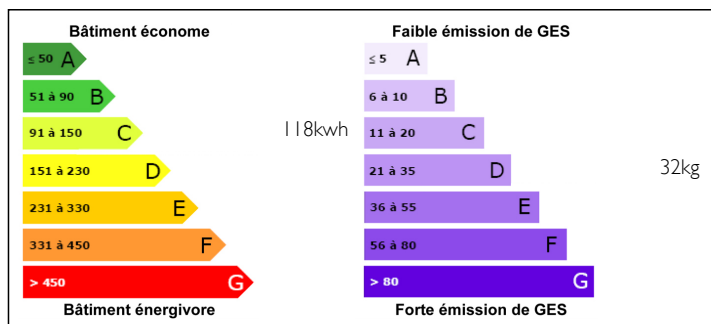 Bâtiment économe
≤ 50 A
51 à 90 B
91 à 150 C
118kwh
151 à 230 D
231 à 330 E
331 à 450 F
> 450 G
Bâtiment énergivore
Faible émission de GES
≤ 5 A
6 à 10 B
11 à 20 C
21 à 35 D
32kg
36 à 55 E
56 à 80 F
> 80 G
Forte émission de GES